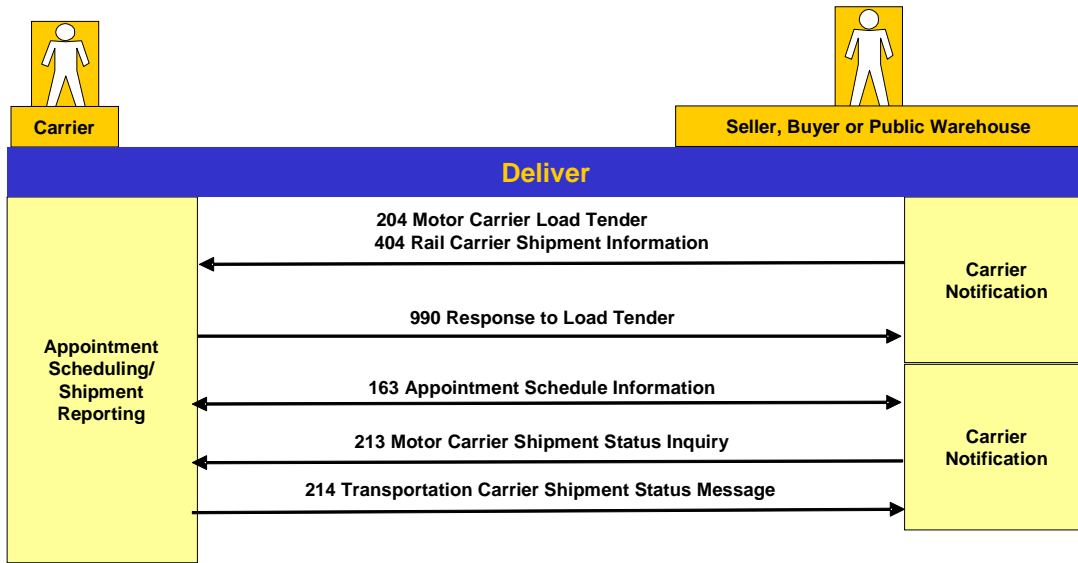 Carrier
Seller, Buyer or Public Warehouse
Deliver
204 Motor Carrier Load Tender
404 Rail Carrier Shipment Information
Carrier
Notification
990 Response to Load Tender
Appointment
Scheduling/
Shipment
Reporting
163 Appointment Schedule Information
213 Motor Carrier Shipment Status Inquiry
Carrier
Notification
214 Transportation Carrier Shipment Status Message